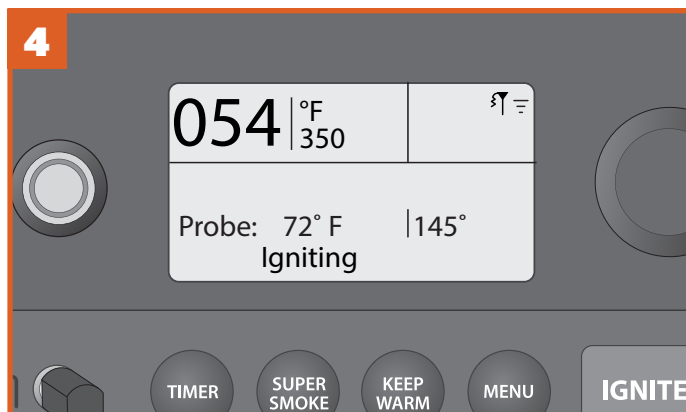 4
054 °F
350
Probe: 72° F 145°
Igniting
TIMER
SUPER
SMOKE
KEEP
WARM
MENU
IGNITE